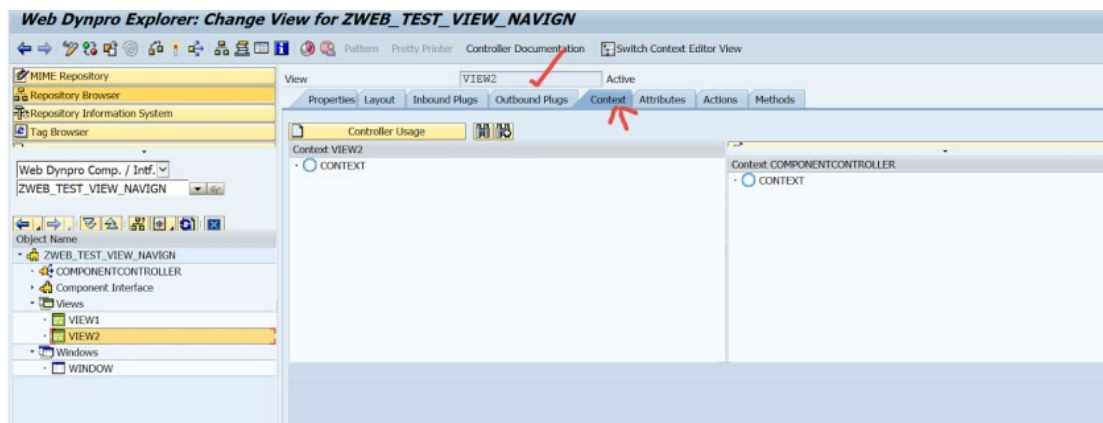 Web Dynpro Explorer: Change View for ZWEB_TEST_VIEW_NAVIGN
Pattern Pretty Printer Controller Documentation Switch Context Editor View
MIME Repository
Repository Browser
Repository Information System
Tag Browser
View VIEW2 Active
Properties Layout Inbound Plugs Outbound Plugs Context Attributes Actions Methods
Controller Usage
Context VIEW2
CONTEXT
Context COMPONENTCONTROLLER
CONTEXT
Web Dynpro Comp. / Intf.
ZWEB_TEST_VIEW_NAVIGN
Object Name
ZWEB_TEST_VIEW_NAVIGN
COMPONENTCONTROLLER
Component Interface
Views
VIEW1
VIEW2
Windows
WINDOW